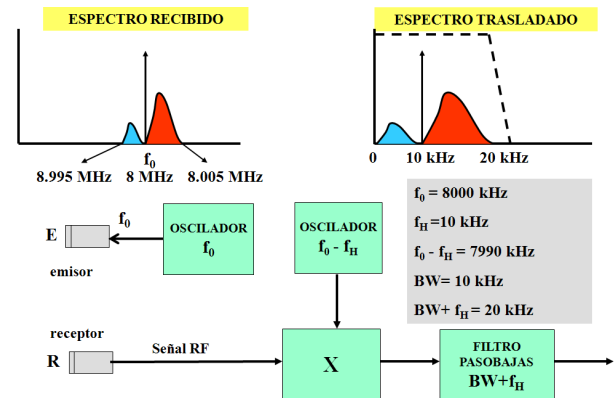 ESPECTRO RECIBIDO
ESPECTRO TRASLADADO
f₀
8.995 MHz
8 MHz
8.005 MHz
0
10 kHz
20 kHz
E
f₀
emisor
OSCILADOR
f₀
OSCILADOR
f₀ - fH
f₀ = 8000 kHz
fH =10 kHz
f₀ - fH = 7990 kHz
BW= 10 kHz
BW+ fH = 20 kHz
receptor
R
Señal RF
X
FILTRO
PASOBAJAS
BW+fH